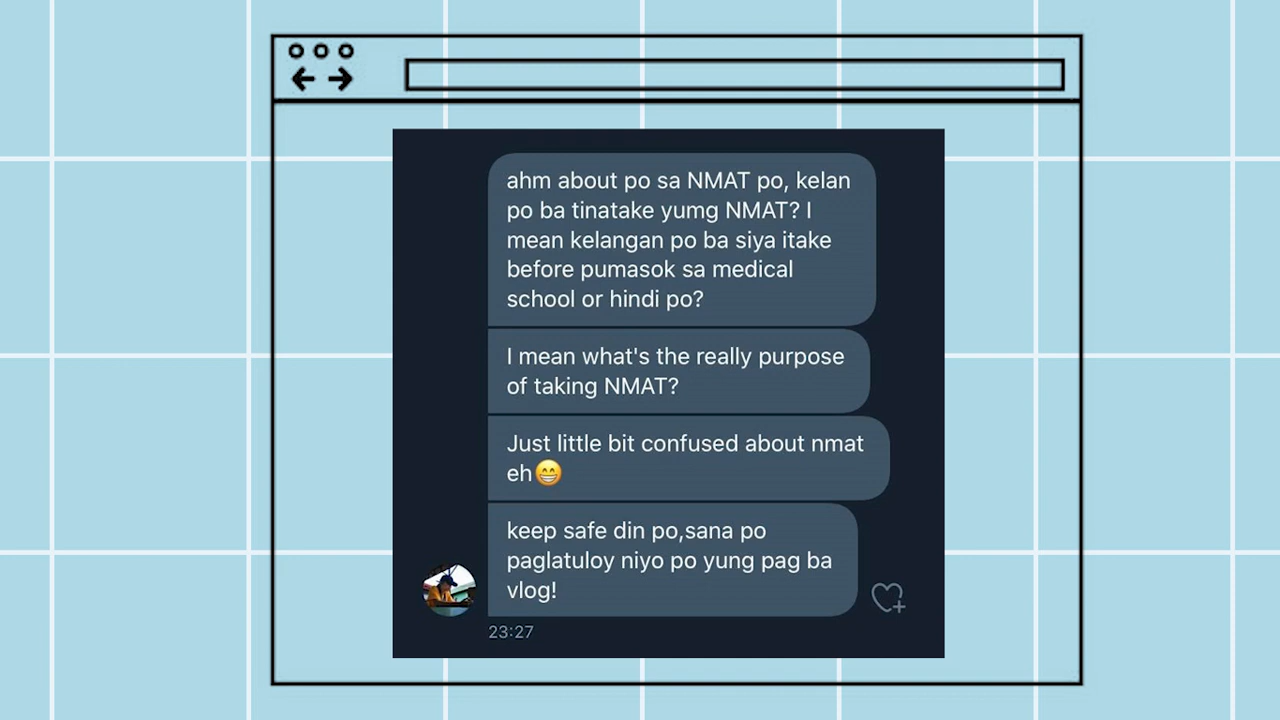 ahm about po sa NMAT po, kelan
po ba tinatake yumg NMAT? I
mean kelangan po ba siya itake
before pumasok sa medical
school or hindi po?
I mean what's the really purpose
of taking NMAT?
Just little bit confused about nmat
eh😁
keep safe din po,sana po
paglatuloy niyo po yung pag ba
vlog!
23:27